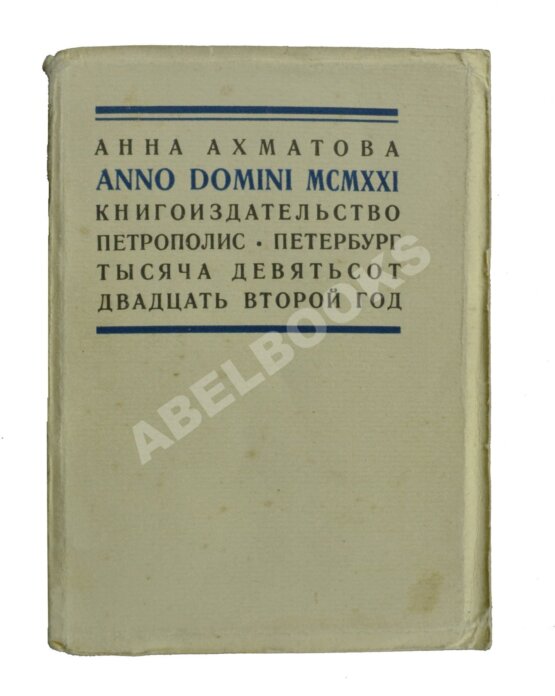 АННА АХМАТОВА
ANNO DOMINI MCMXXI
КНИГОИЗДАТЕЛЬСТВО
ПЕТРОПОЛИС • ПЕТЕРБУРГ
ТЫСЯЧА ДЕВЯТЬСОТ
ДВАДЦАТЬ ВТОРОЙ ГОД
ABELBOOKS